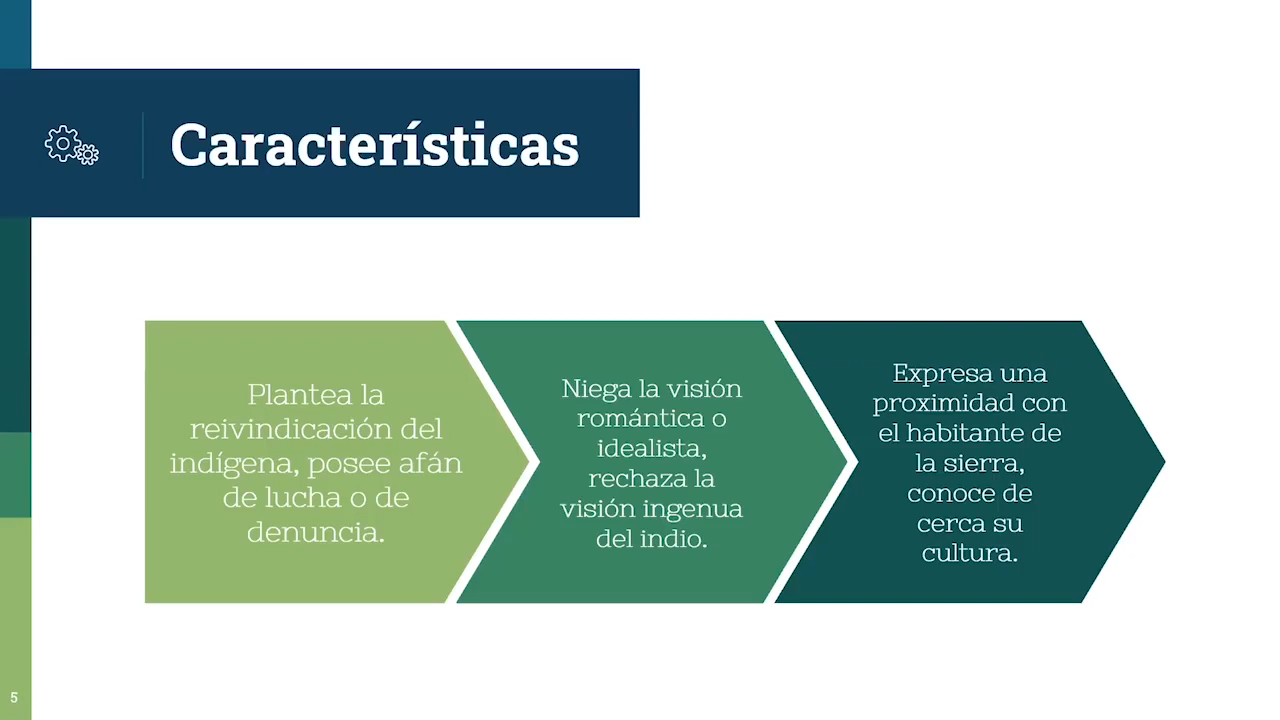 Características
Plantea la
reivindicación del
indígena, posee afán
de lucha o de
denuncia.
Niega la visión
romántica o
idealista,
rechaza la
visión ingenua
del indio.
Expresa una
proximidad con
el habitante de
la sierra,
conoce de
cerca su
cultura.
5